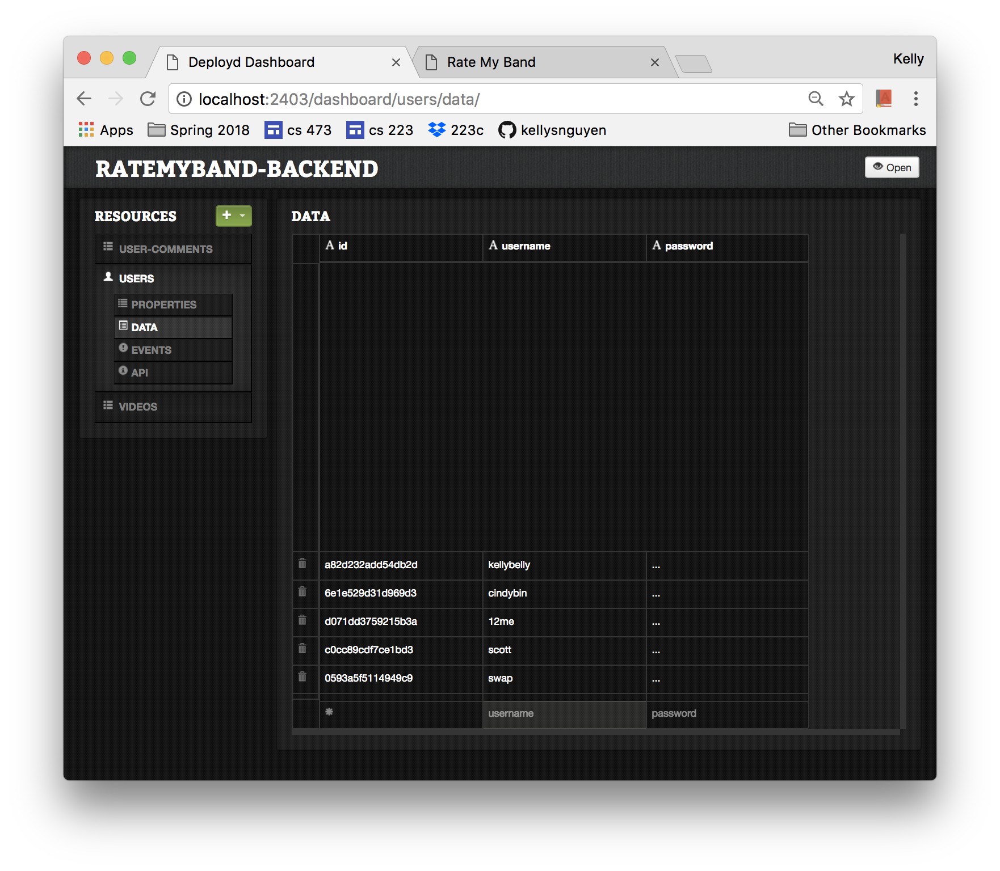 Deployd Dashboard
Rate My Band
Kelly
localhost:2403/dashboard/users/data/
Apps
Spring 2018
cs 473
cs 223
223c
kellysnguyen
Other Bookmarks
RATEMYBAND-BACKEND
Open
RESOURCES
USER-COMMENTS
USERS
PROPERTIES
DATA
EVENTS
API
VIDEOS
DATA
A id A username A password
a82d232add54db2d kellybelly ...
6e1e529d31d969d3 cindybin ...
d071dd3759215b3a 12me ...
c0cc89cdf7ce1bd3 scott ...
0593a5f5114949c9 swap ...
username password